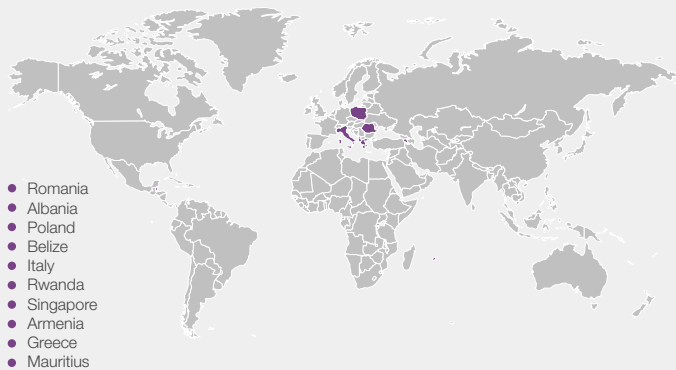 Romania
Albania
Poland
Belize
Italy
Rwanda
Singapore
Armenia
Greece
Mauritius